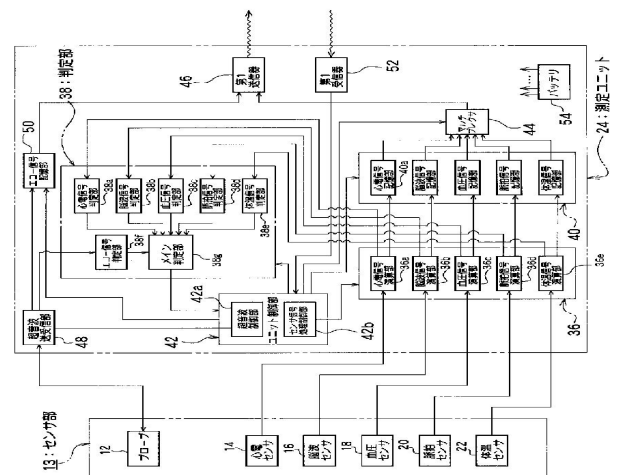 13：センサ部
12
プローブ
14
心電
センサ
16
脳波
センサ
18
血圧
センサ
20
脈拍
センサ
22
体温
センサ
48
超音波
送受信部
50
エコー信号
記憶部
38：判定部
心電信号
判定部
38a
脳波信号
判定部
38b
血圧信号
判定部
38c
脈拍信号
判定部
38d
体温信号
判定部
38e
エコー信号
判定部
38f
メイン
判定部
38g
42
42a
超音波
制御部
ユニット制御部
センサ信号
処理制御部
42b
心電信号
演算部
36a
脳波信号
演算部
36b
血圧信号
演算部
36c
脈拍信号
演算部
36d
体温信号
演算部
36e
36
心電信号
記憶部
40a
脳波信号
記憶部
血圧信号
記憶部
脈拍信号
記憶部
体温信号
記憶部
40
マルチ
プレクサ
44
46
第1
送信器
第1
受信器
52
バッテリ
54
24：測定ユニット